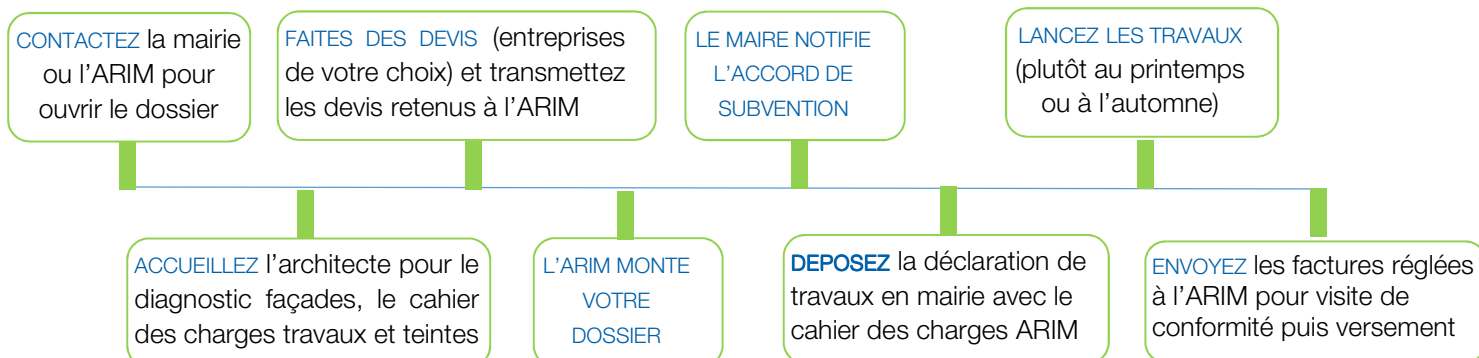 CONTACTEZ la mairie
ou l’ARIM pour
ouvrir le dossier
ACCUEILLEZ l’architecte pour le
diagnostic façades, le cahier
des charges travaux et teintes
FAITES DES DEVIS (entreprises
de votre choix) et transmettez
les devis retenus à l’ARIM
L’ARIM MONTE
VOTRE
DOSSIER
LE MAIRE NOTIFIE
L’ACCORD DE
SUBVENTION
DEPOSEZ la déclaration de
travaux en mairie avec le
cahier des charges ARIM
LANCEZ LES TRAVAUX
(plutôt au printemps
ou à l’automne)
ENVOYEZ les factures réglées
à l’ARIM pour visite de
conformité puis versement